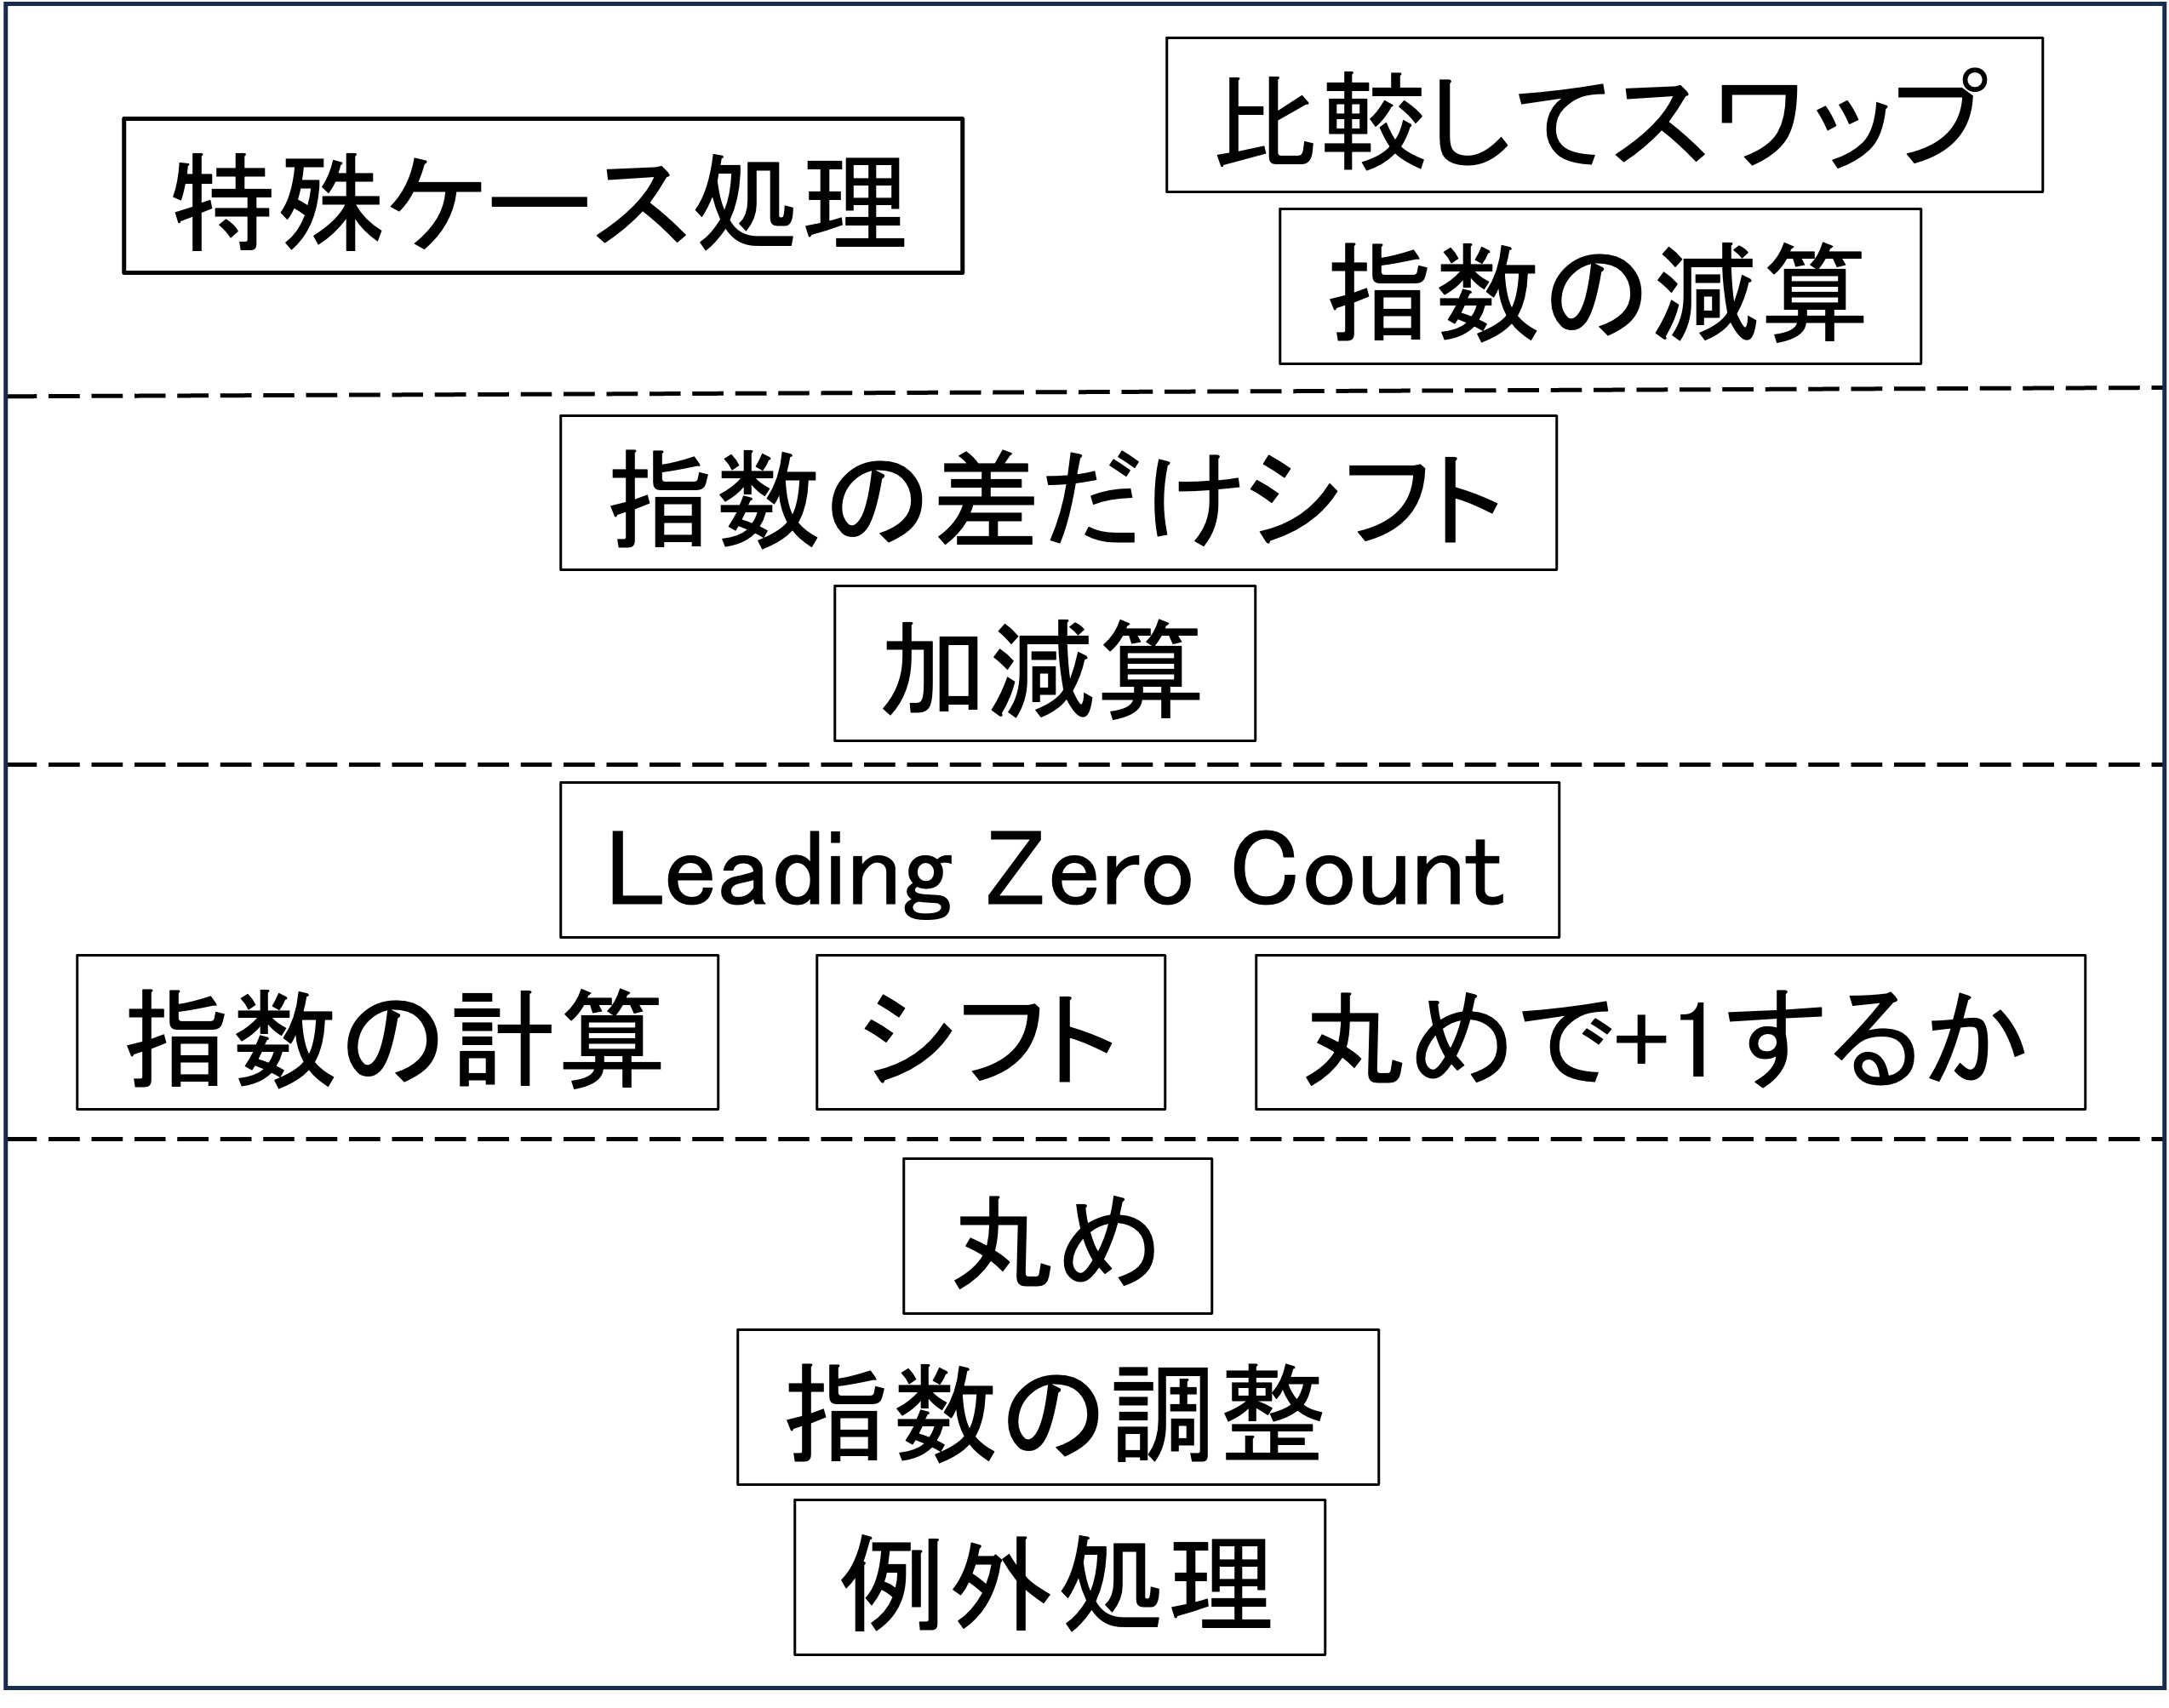 特殊ケース処理
比較してスワップ
指数の減算
指数の差だけシフト
加減算
Leading Zero Count
指数の計算
シフト
丸めで+1するか
丸め
指数の調整
例外処理